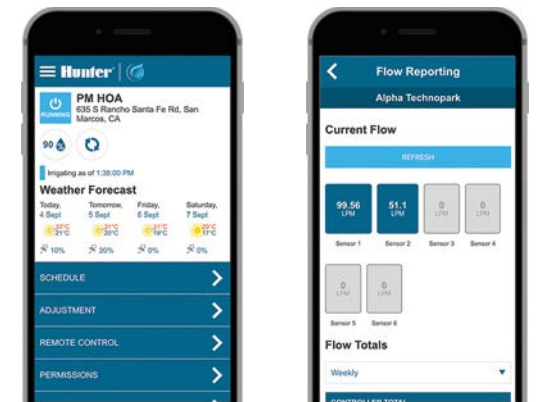 Hunter
RUNNING
PM HOA
635 S Rancho Santa Fe Rd, San
Marcos, CA
90
Irrigating as of 1:38:00 PM
Weather Forecast
Today, Tomorrow, Friday, Saturday,
4 Sept 5 Sept 6 Sept 7 Sept
10% 20% 0% 0%
SCHEDULE
ADJUSTMENT
REMOTE CONTROL
PERMISSIONS
Flow Reporting
Alpha Technopark
Current Flow
REFRESH
99.56 51.1 0 0
LPM LPM LPM LPM
Sensor 1 Sensor 2 Sensor 3 Sensor 4
0 0
LPM LPM
Sensor 5 Sensor 6
Flow Totals
Weekly
CONTROLLER TOTAL